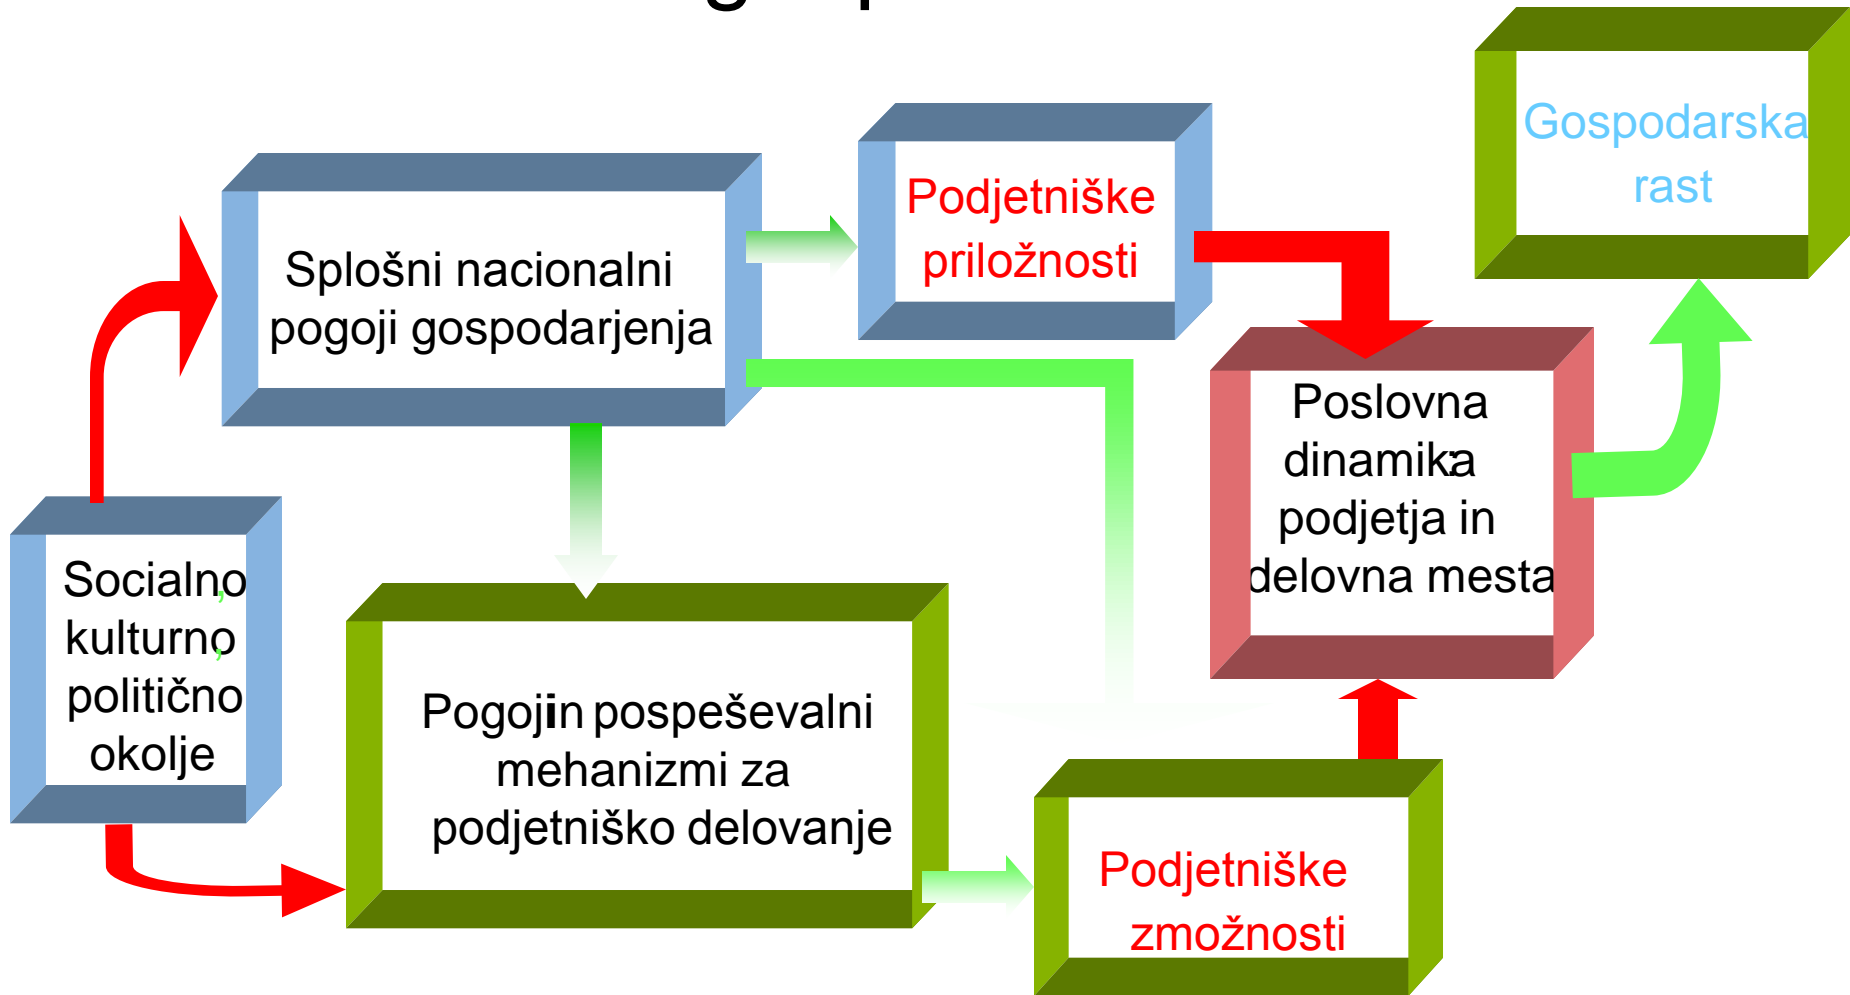 Gospodarska
rast
Podjetniške
priložnosti
Splošni nacionalni
pogoji gospodarjenja
Poslovna
dinamika:
podjetja in
delovna mesta
Socialno,
kulturno,
politično
okolje
Pogoji in pospeševalni
mehanizmi za
podjetniško delovanje
Podjetniške
zmožnosti